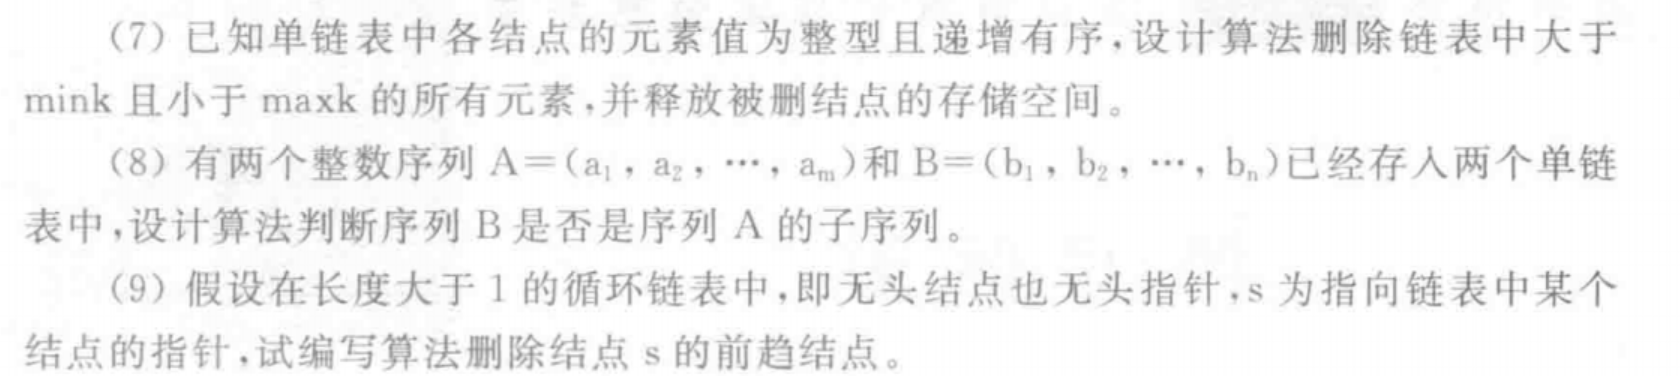 (7) 已知单链表中各结点的元素值为整型且递增有序,设计算法删除链表中大于
mink 且小于 maxk 的所有元素,并释放被删结点的存储空间。
(8) 有两个整数序列 A=(a₁, a₂, …, aₘ)和 B=(b₁, b₂, …, bₙ)已经存入两个单链
表中,设计算法判断序列 B 是否是序列 A 的子序列。
(9) 假设在长度大于 1 的循环链表中,即无头结点也无头指针,s 为指向链表中某个
结点的指针,试编写算法删除结点 s 的前趋结点。